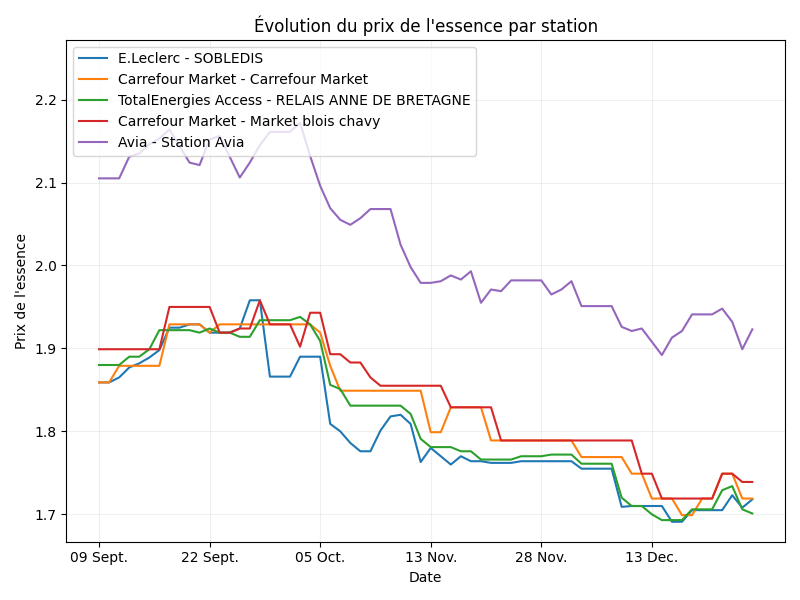 Évolution du prix de l'essence par station
E.Leclerc - SOBLEDIS
Carrefour Market - Carrefour Market
TotalEnergies Access - RELAIS ANNE DE BRETAGNE
Carrefour Market - Market blois chavy
Avia - Station Avia
Prix de l'essence
2.2
2.1
2.0
1.9
1.8
1.7
09 Sept.
22 Sept.
05 Oct.
13 Nov.
28 Nov.
13 Dec.
Date